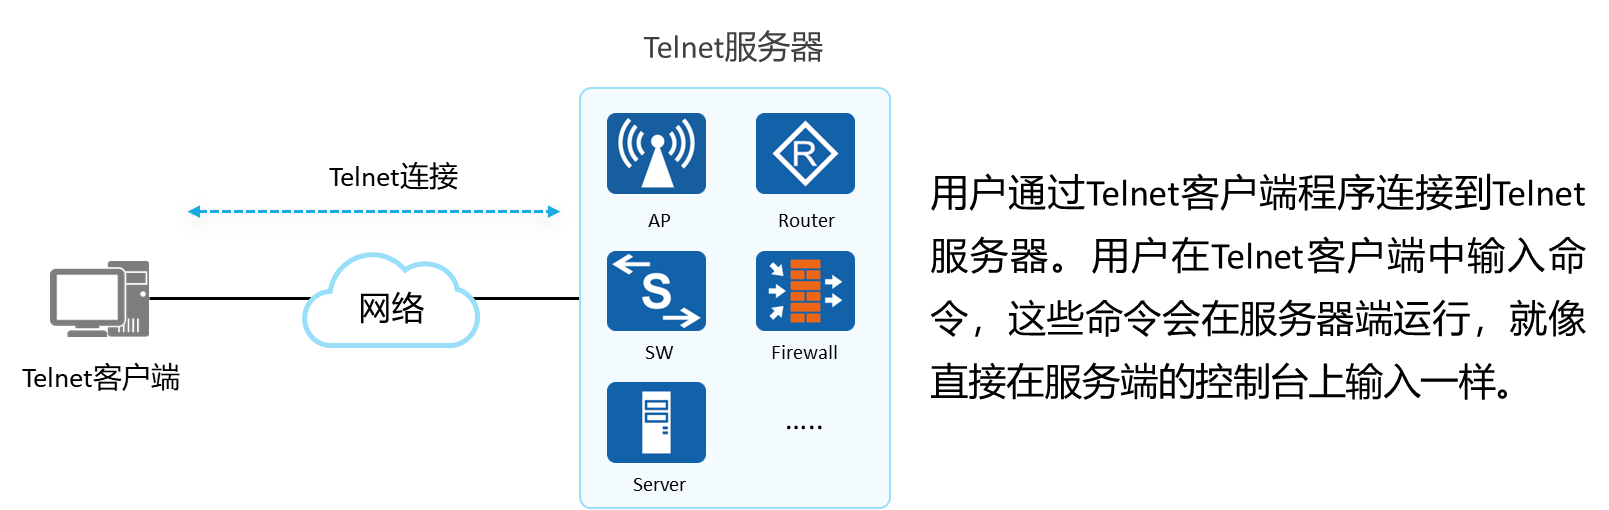 Telnet服务器
Telnet连接
网络
Telnet客户端
AP
Router
R
S
SW
Firewall
Server
.....
用户通过Telnet客户端程序连接到Telnet
服务器。用户在Telnet客户端中输入命
令，这些命令会在服务器端运行，就像
直接在服务端的控制台上输入一样。